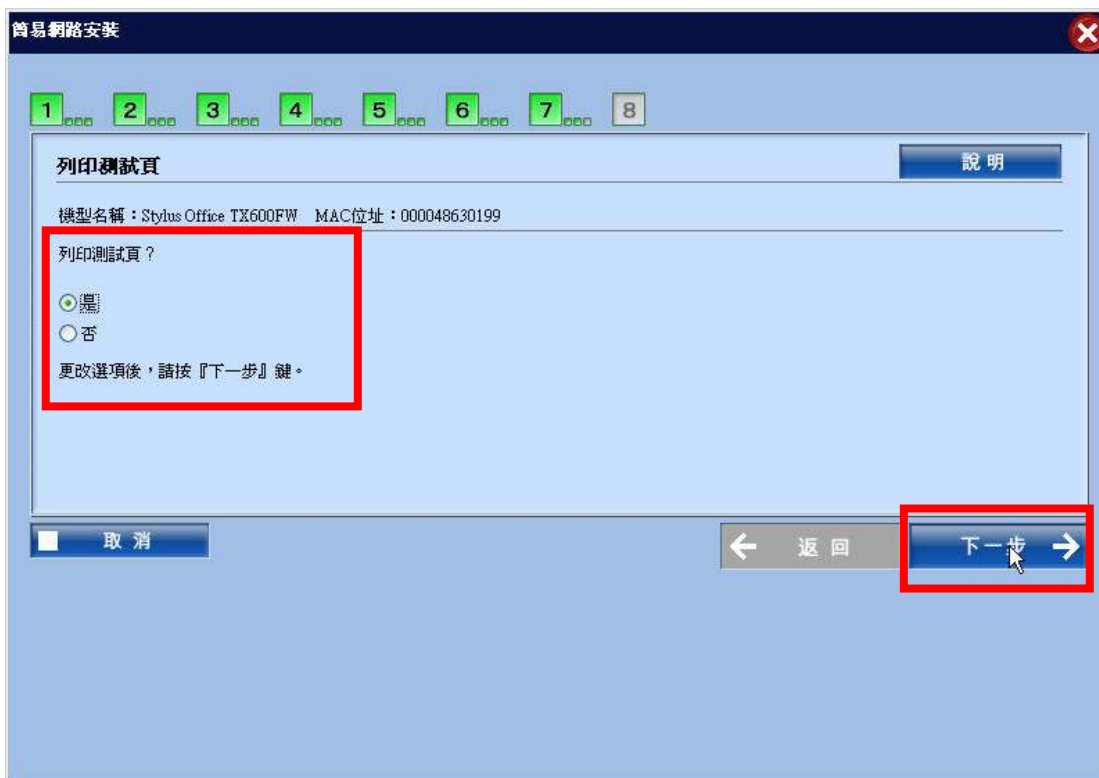 簡易網路安裝
1 2 3 4 5 6 7 8
列印測試頁
說明
機型名稱：Stylus Office TX600FW MAC位址：000048630199
列印測試頁？
是
否
更改選項後，請按『下一步』鍵。
取消
返回
下一步